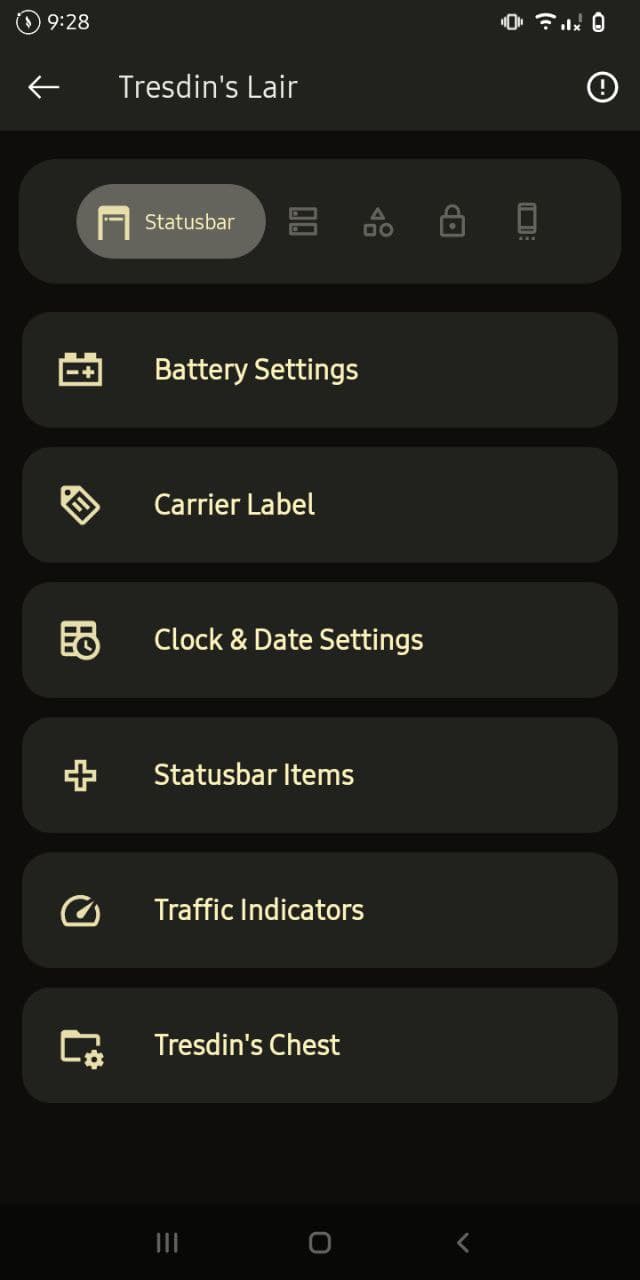 9:28
Tresdin's Lair
Statusbar
Battery Settings
Carrier Label
Clock & Date Settings
Statusbar Items
Traffic Indicators
Tresdin's Chest